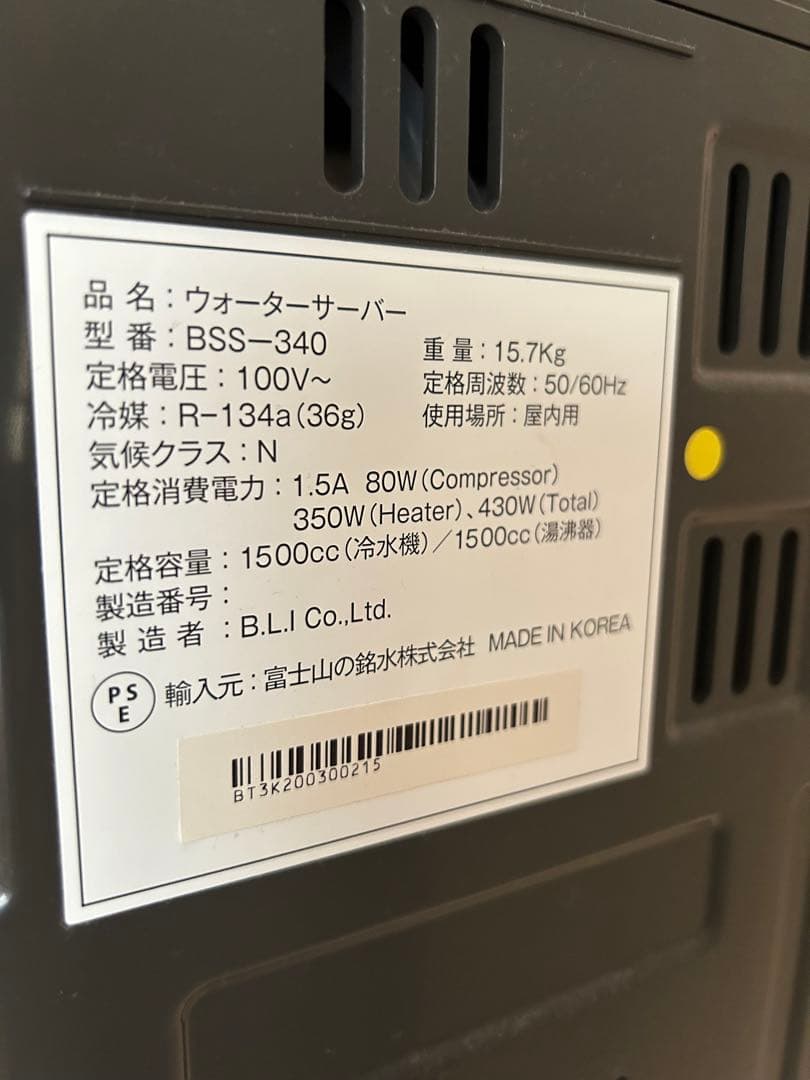 品 名：ウォーターサーバー
型 番：BSS-340
重 量：15.7Kg
定格電圧：100V〜
定格周波数：50/60Hz
冷媒：R-134a(36g)
使用場所：屋内用
気候クラス：N
定格消費電力：1.5A 80W(Compressor)
350W(Heater)、430W(Total)
定格容量：1500cc(冷水機)／1500cc(湯沸器)
製造番号：
製 造 者：B.L.I Co.,Ltd.
PS
E
輸入元：富士山の銘水株式会社 MADE IN KOREA
BT3K200300215